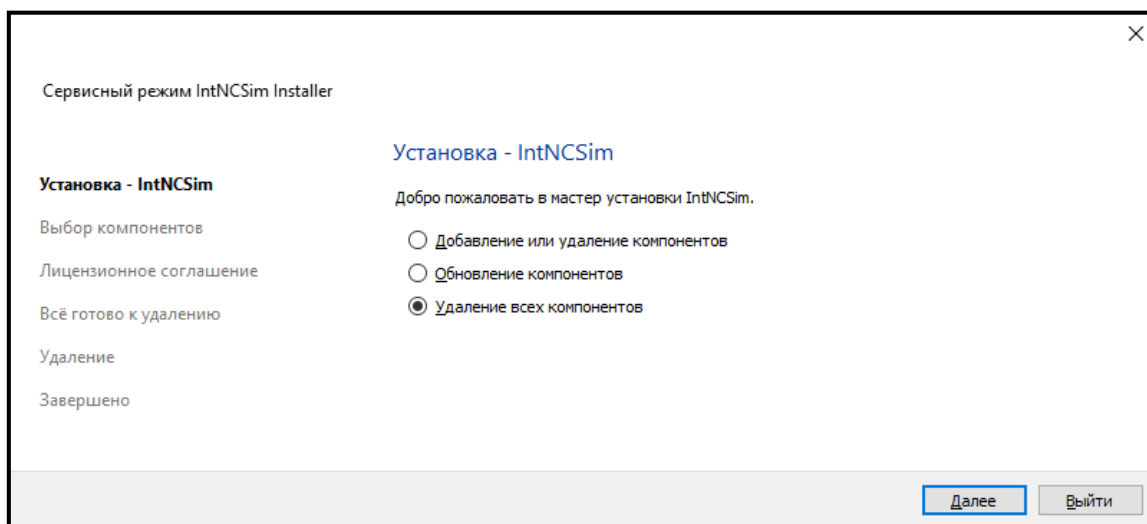 Сервисный режим IntNCSim Installer
Установка - IntNCSim
Выбор компонентов
Лицензионное соглашение
Всё готово к удалению
Удаление
Завершено
Установка - IntNCSim
Добро пожаловать в мастер установки IntNCSim.
Добавление или удаление компонентов
Обновление компонентов
Удаление всех компонентов
Далее
Выйти